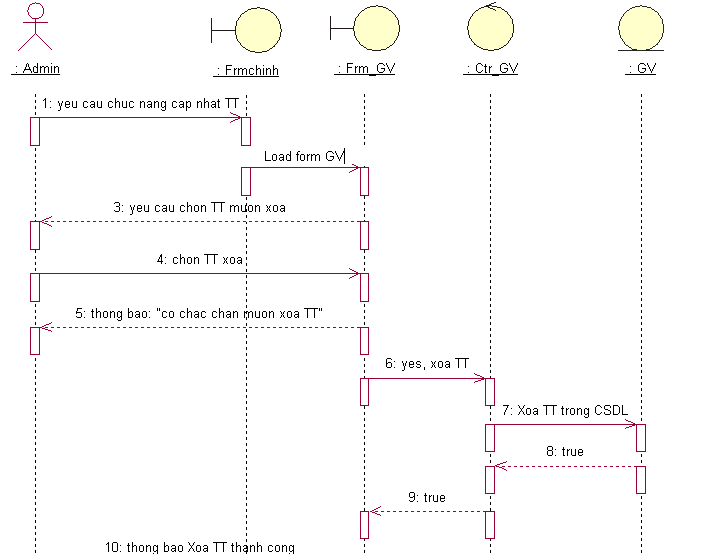 : Admin
: Frmchinh
: Frm_GV
: Ctr_GV
: GV
1: yeu cau chuc nang cap nhat TT
Load form GV
3: yeu cau chon TT muon xoa
4: chon TT xoa
5: thong bao: "co chac chan muon xoa TT"
6: yes, xoa TT
7: Xoa TT trong CSDL
8: true
9: true
10: thong bao Xoa TT thanh cong